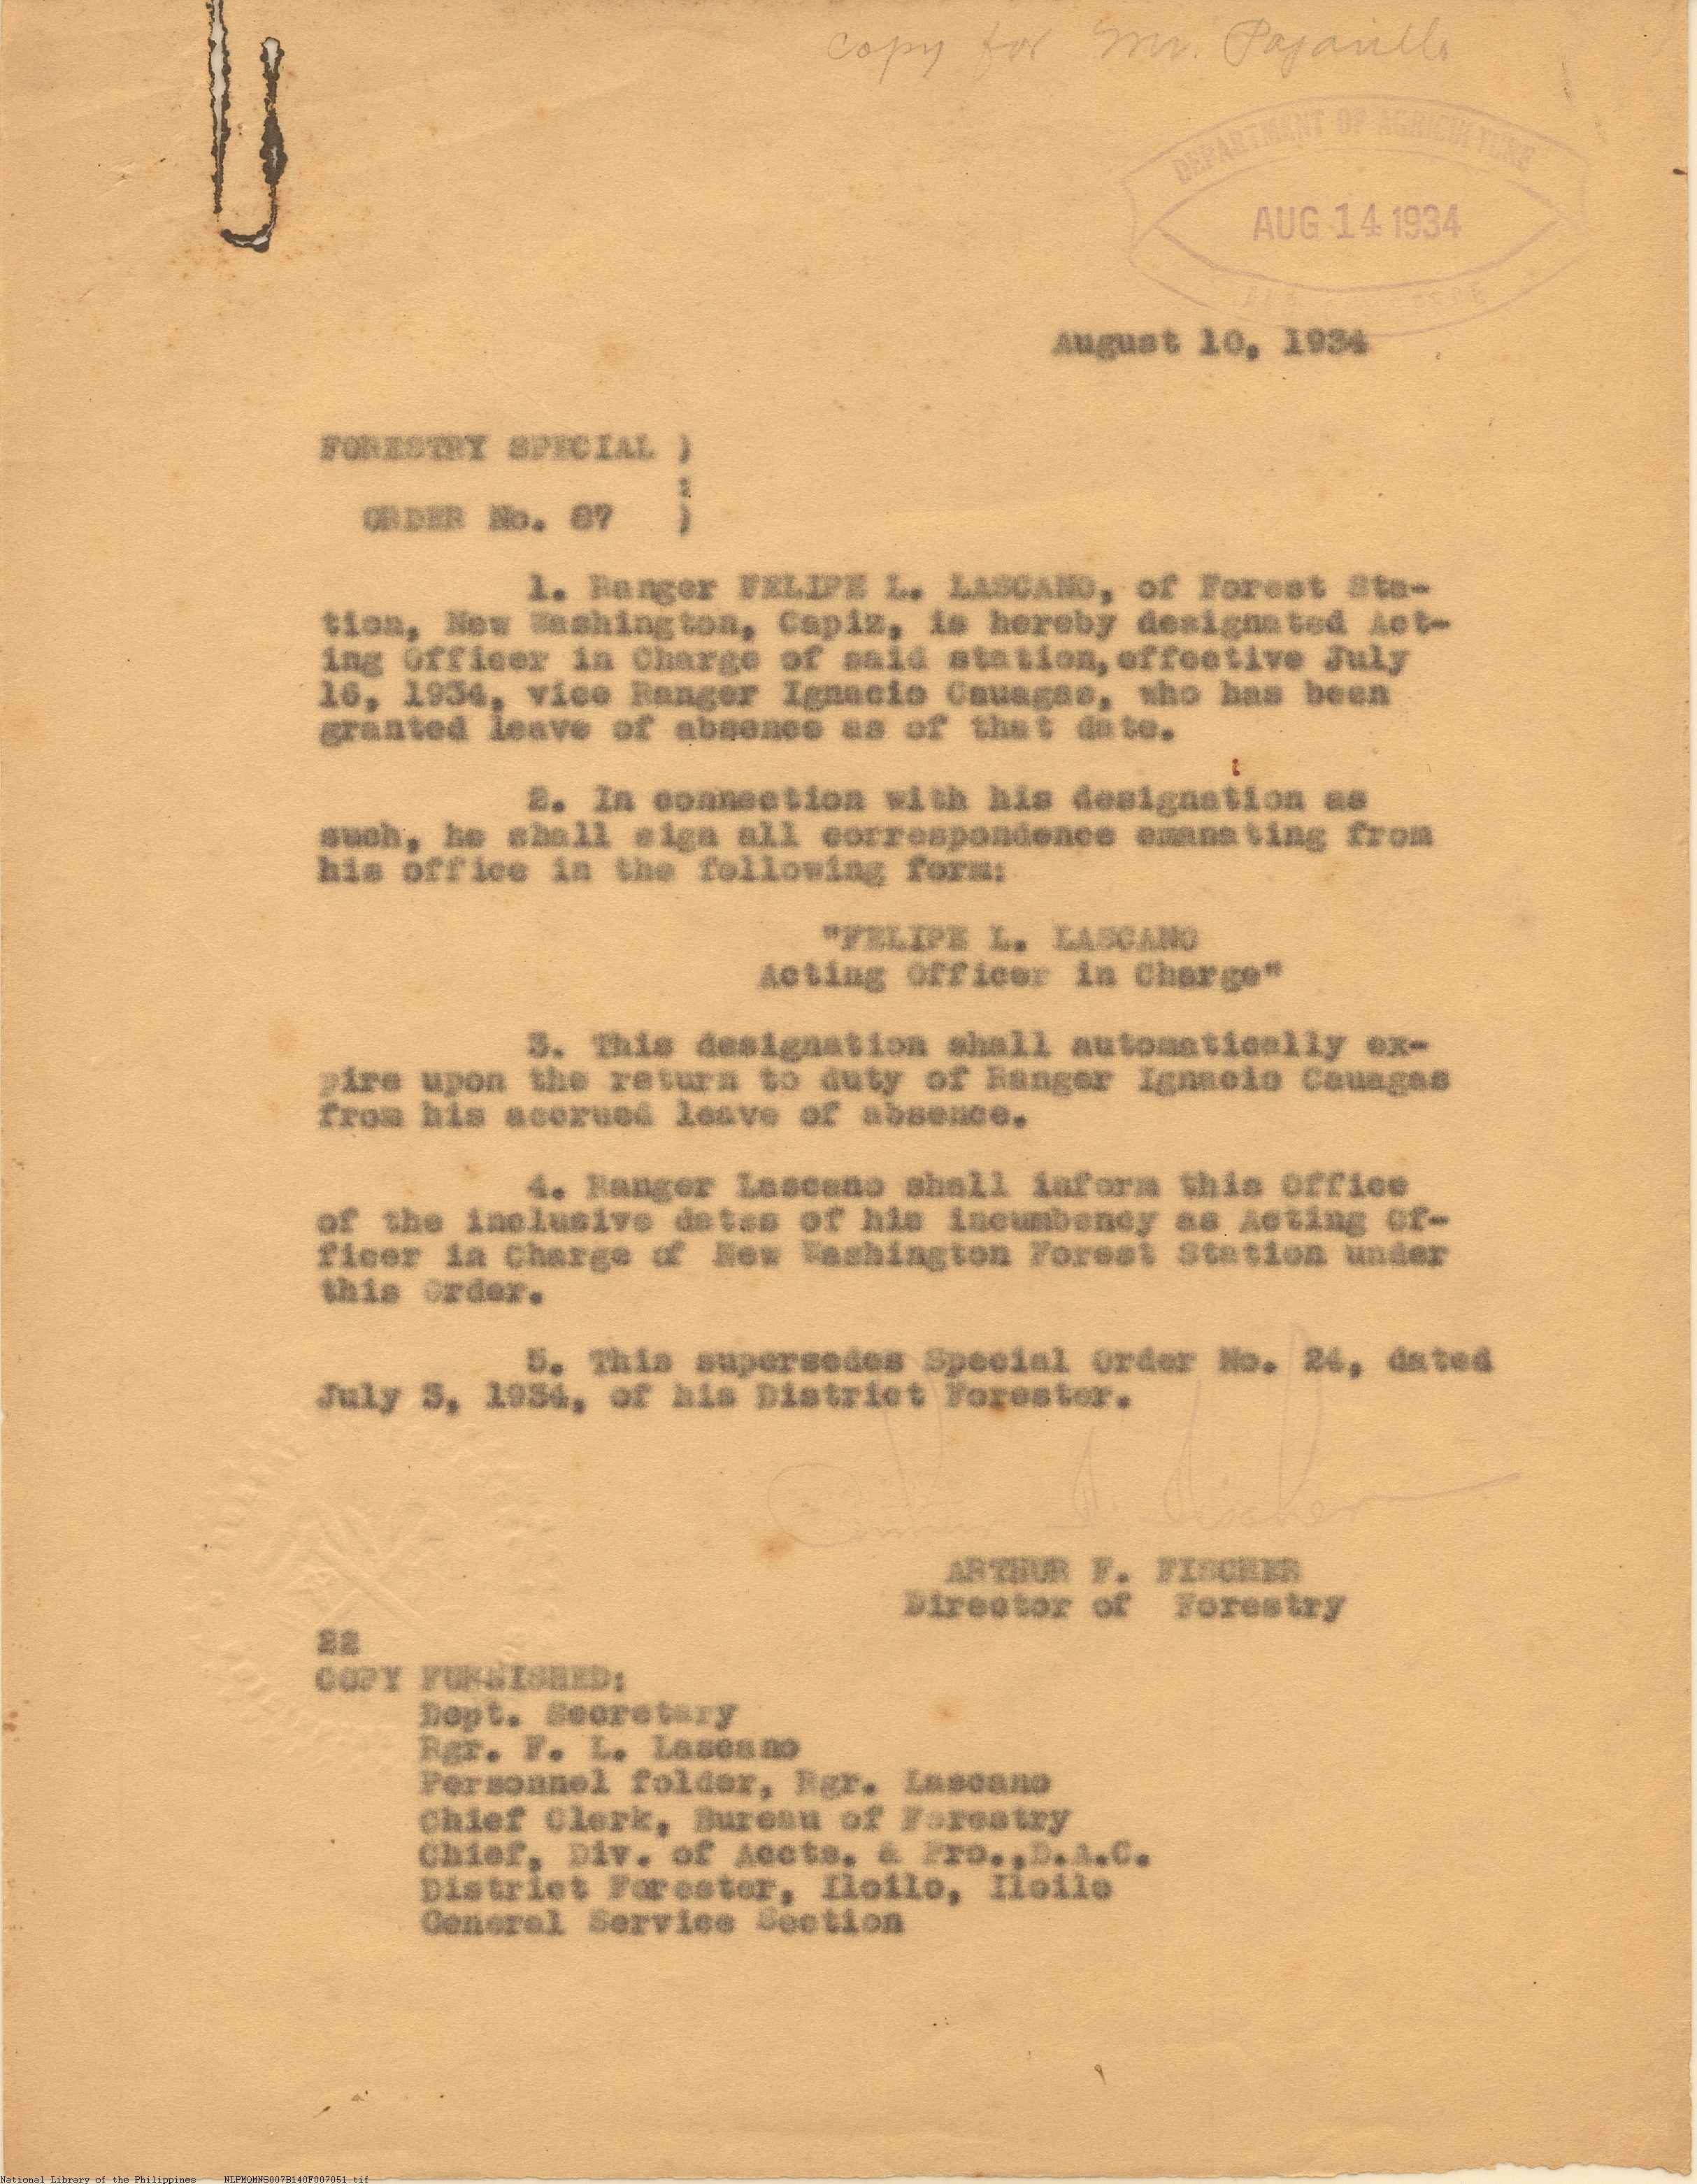 copy for Mr.
DEPARTMENT OF AGRICULTURE
AUG 14 1934
August 10, 1934
FORESTRY SPECIAL )
:
ORDER No. 87 )
1. Ranger FELIPE L. LASCANO, of Forest Sta-
tion, New Washington, Capiz, is hereby designated Act-
ing Officer in Charge of said station, effective July
16, 1934, vice Ranger Ignacio Cauagas, who has been
granted leave of absence as of that date.
2. In connection with his designation as
such, he shall sign all correspondence emanating from
his office in the following form:
"FELIPE L. LASCANO
Acting Officer in Charge"
3. This designation shall automatically ex-
pire upon the return to duty of Ranger Ignacio Cauagas
from his accrued leave of absence.
4. Ranger Lascano shall inform this Office
of the inclusive dates of his incumbency as Acting Of-
ficer in Charge of New Washington Forest Station under
this Order.
5. This supersedes Special Order No. 24, dated
July 3, 1934, of his District Forester.
Arthur F. Fischer
ARTHUR F. FISCHER
Director of Forestry
22
COPY FURNISHED:
Dept. Secretary
Rgr. F. L. Lascano
Personnel folder, Rgr. Lascano
Chief Clerk, Bureau of Forestry
Chief, Div. of Accts. & Pro.,D.A.C.
District Forester, Iloilo, Iloilo
General Service Section
National Library of the Philippines NLPMQMNS007B140F007051.tif